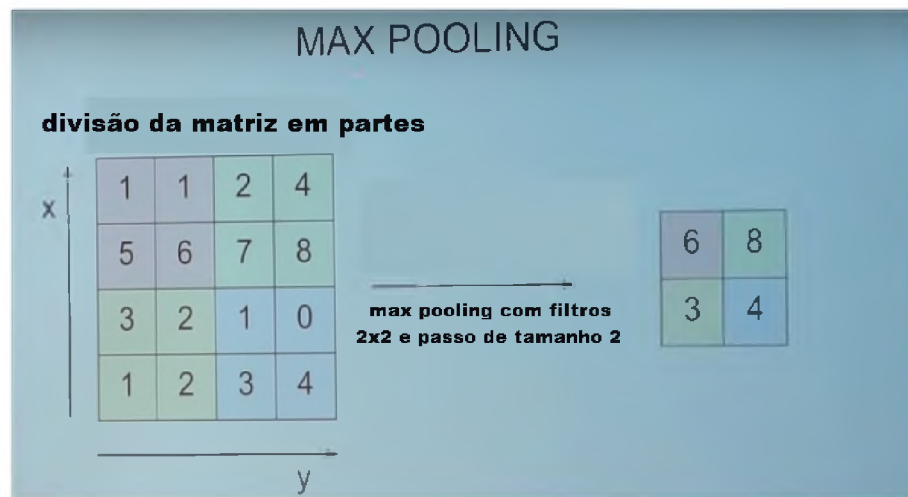 MAX POOLING
divisão da matriz em partes
x
1 1 2 4
5 6 7 8
3 2 1 0
1 2 3 4
y
max pooling com filtros
2x2 e passo de tamanho 2
6 8
3 4